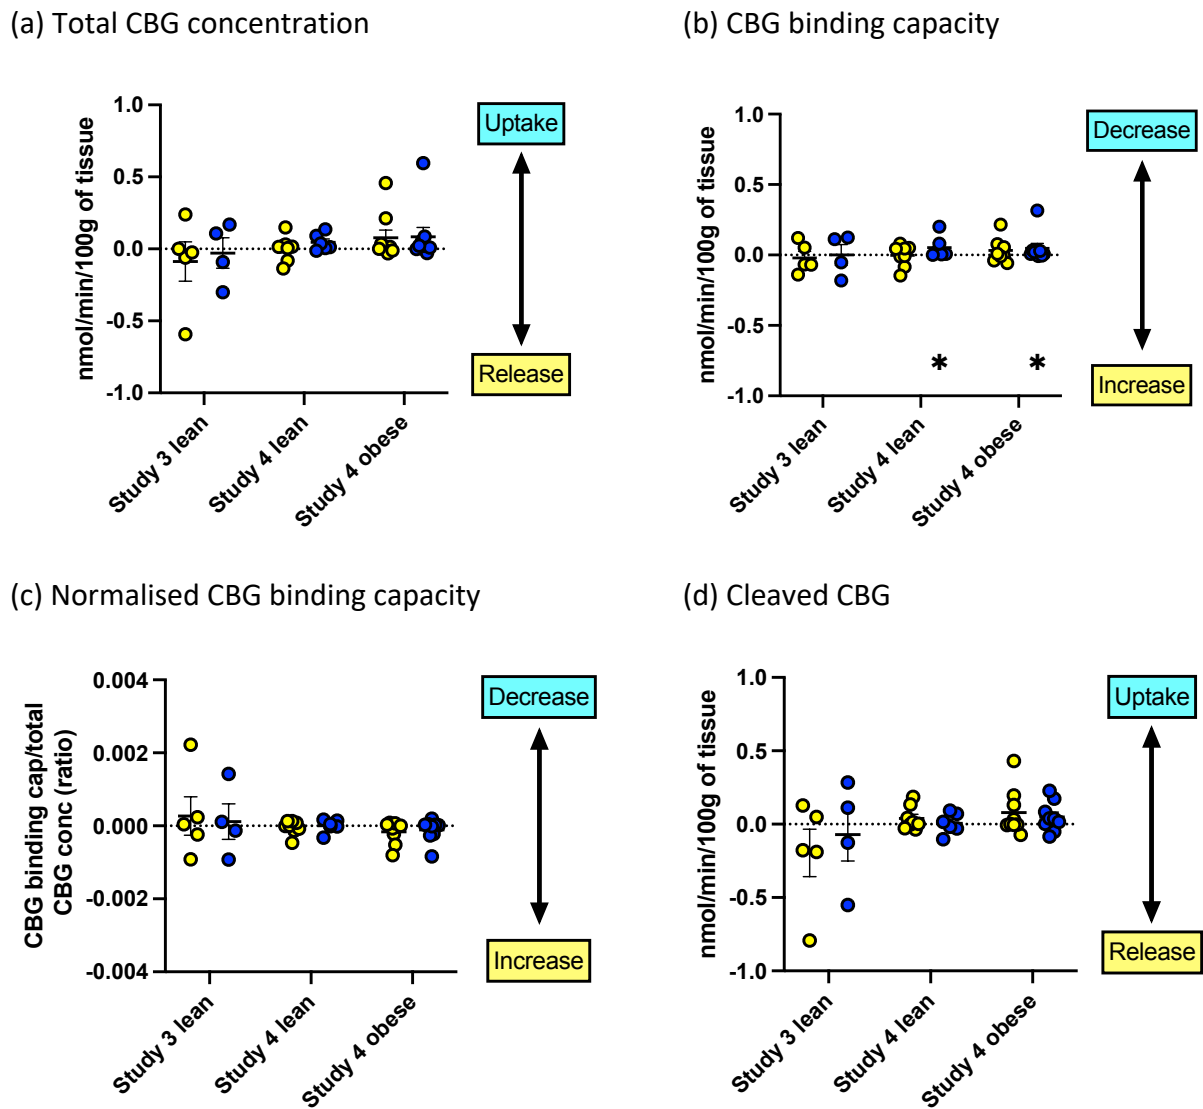 (a) Total CBG concentration
1.0
0.5
0.0
-0.5
-1.0
nmol/min/100g of tissue
Study 3 lean
Study 4 lean
Study 4 obese
Uptake
Release
(b) CBG binding capacity
1.0
0.5
0.0
-0.5
-1.0
nmol/min/100g of tissue
*
*
Study 3 lean
Study 4 lean
Study 4 obese
Decrease
Increase
(c) Normalised CBG binding capacity
0.004
0.002
0.000
-0.002
-0.004
CBG binding cap/total
CBG conc (ratio)
Study 3 lean
Study 4 lean
Study 4 obese
Decrease
Increase
(d) Cleaved CBG
1.0
0.5
0.0
-0.5
-1.0
nmol/min/100g of tissue
Study 3 lean
Study 4 lean
Study 4 obese
Uptake
Release